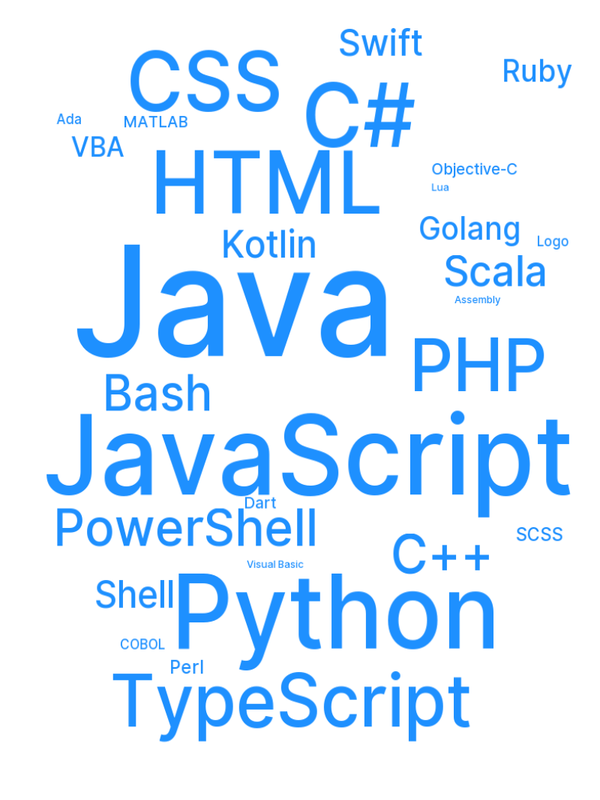 Swift
CSS
Ruby
C#
Ada
MATLAB
VBA
HTML
Objective-C
Lua
Golang
Kotlin
Logo
Scala
Assembly
Java
PHP
Bash
JavaScript
Dart
PowerShell
SCSS
C++
Visual Basic
Shell
Python
COBOL
Perl
TypeScript